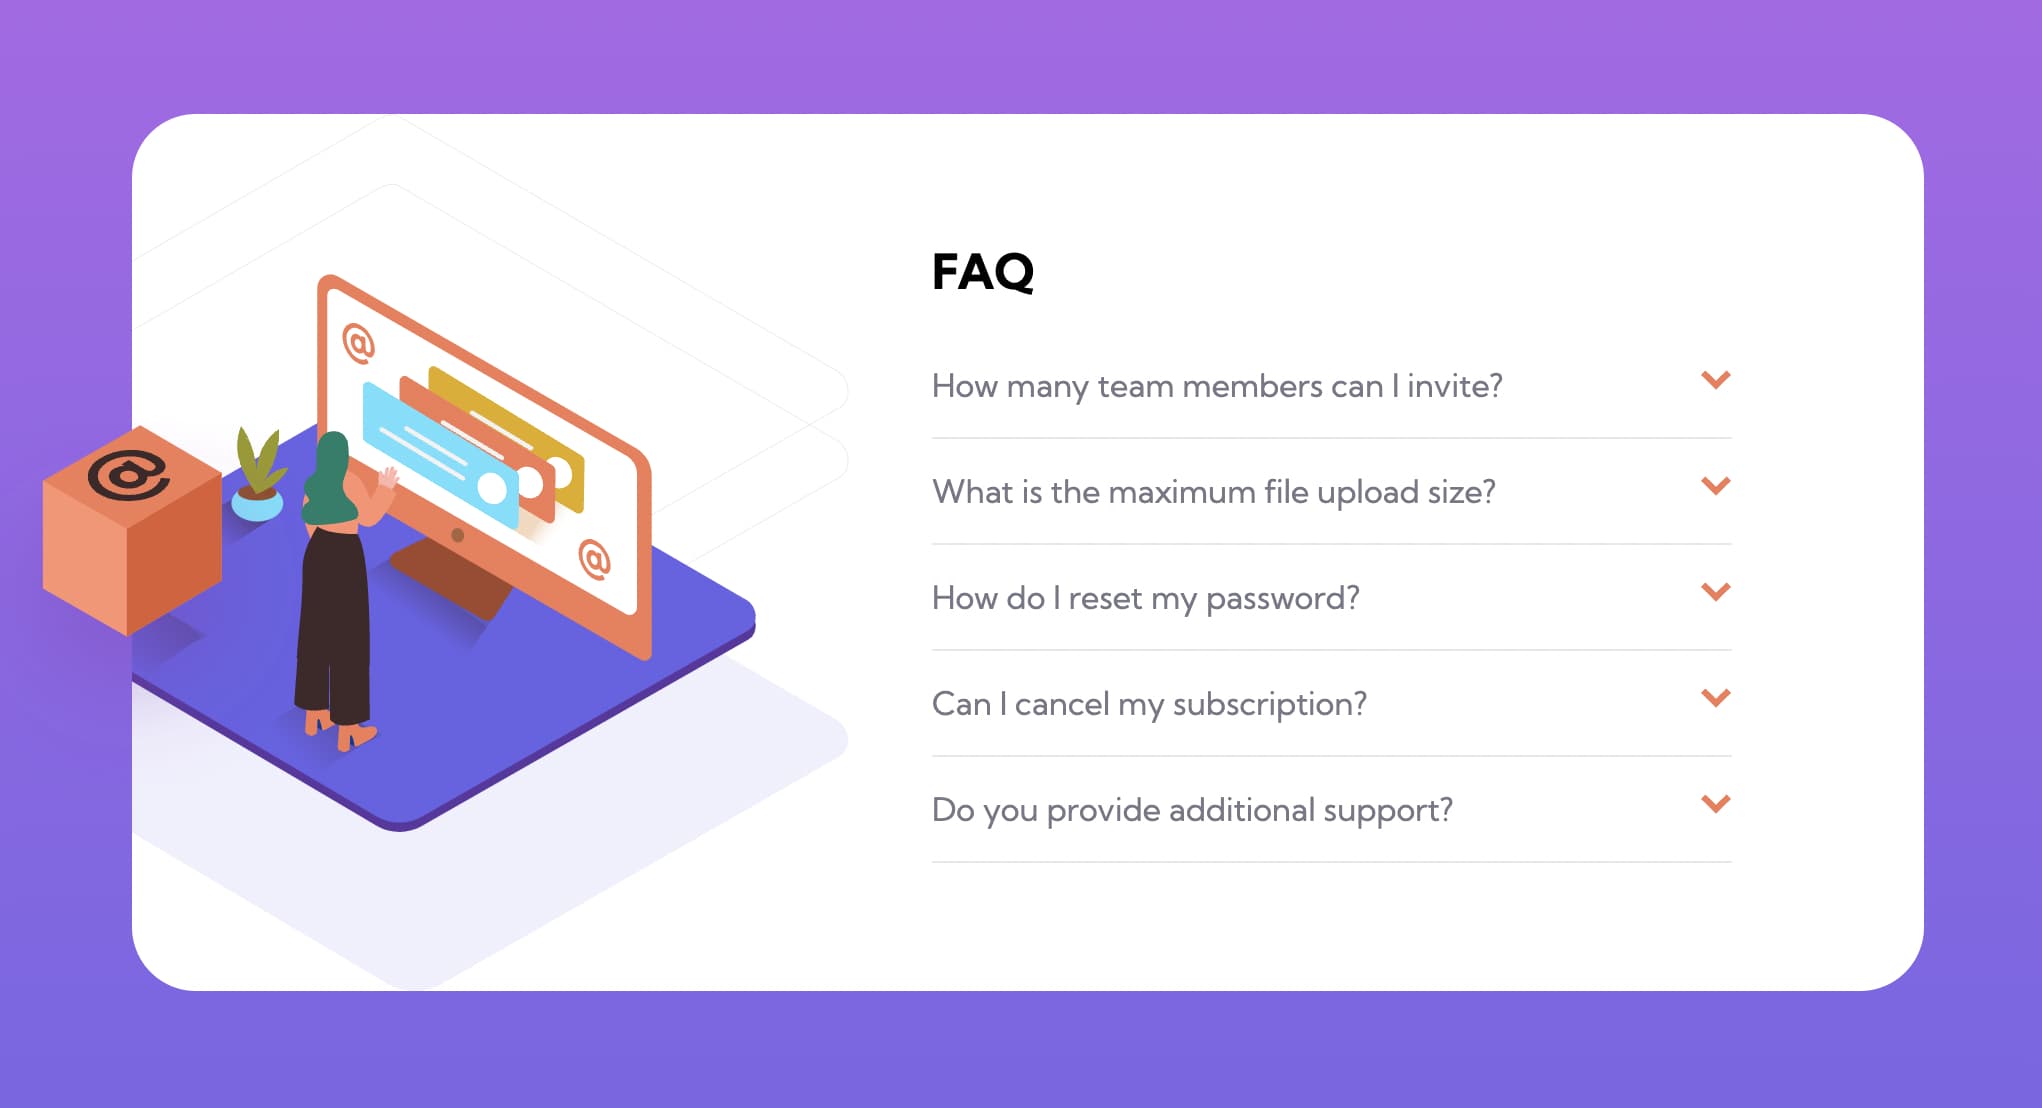 FAQ
How many team members can I invite?
What is the maximum file upload size?
How do I reset my password?
Can I cancel my subscription?
Do you provide additional support?
@
@
@